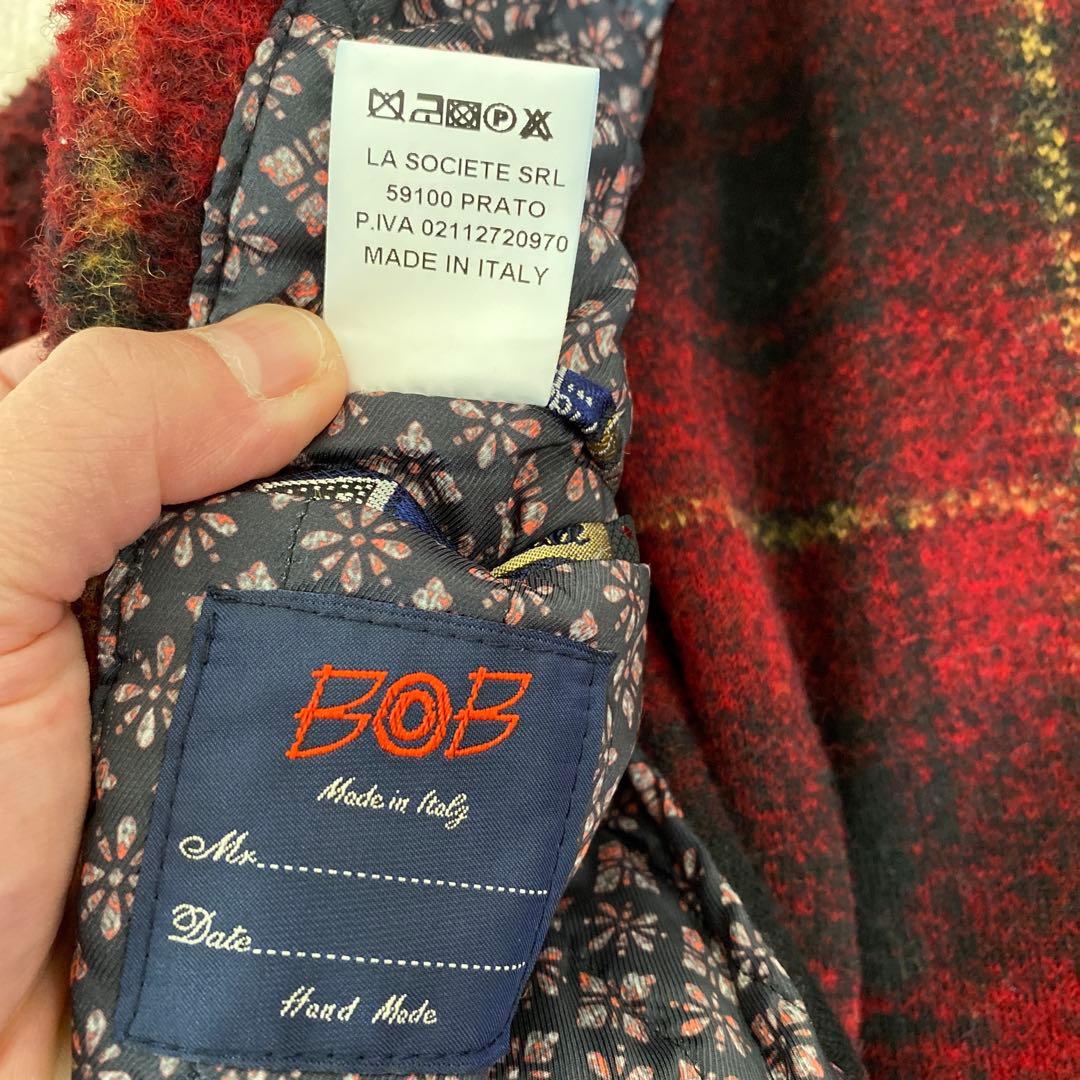 P
LA SOCIETE SRL
59100 PRATO
P.IVA 02112720970
MADE IN ITALY
BOB
Made in Italy
Mr.
Date
Hand Made